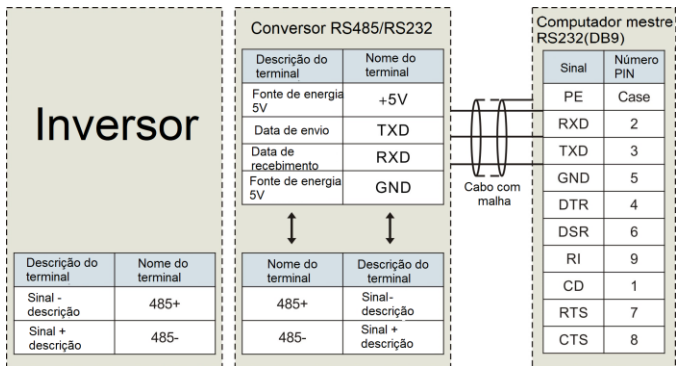 Inversor
Descrição do terminal Nome do terminal
Sinal - descrição 485+
Sinal + descrição 485-
Conversor RS485/RS232
Descrição do terminal Nome do terminal
Fonte de energia 5V +5V
Data de envio TXD
Data de recebimento RXD
Fonte de energia 5V GND
Nome do terminal Descrição do terminal
485+ Sinal- descrição
485- Sinal + descrição
Cabo com
malha
Computador mestre
RS232(DB9)
Sinal Número PIN
PE Case
RXD 2
TXD 3
GND 5
DTR 4
DSR 6
RI 9
CD 1
RTS 7
CTS 8